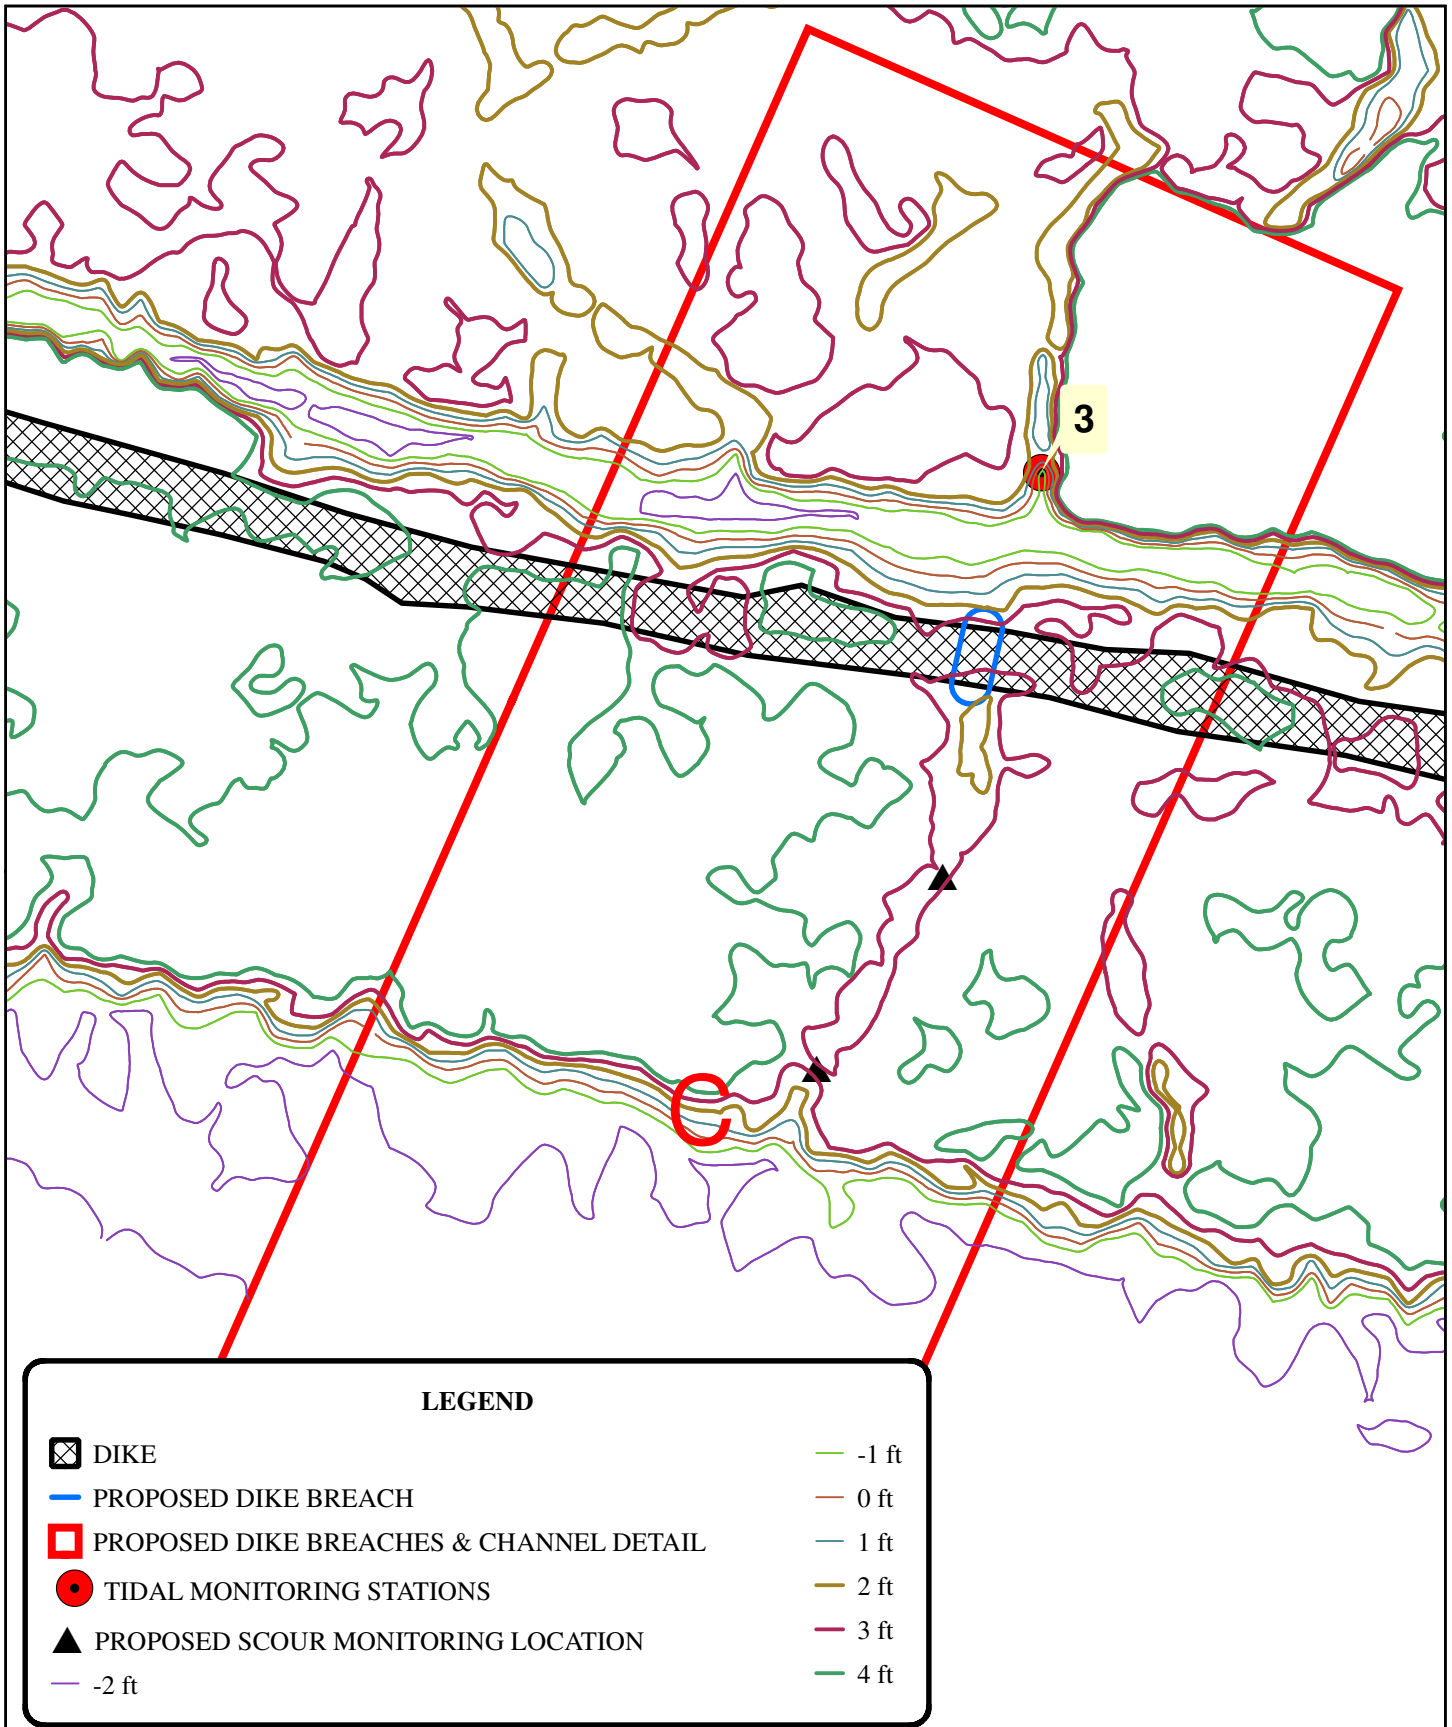 3
C
LEGEND
DIKE
PROPOSED DIKE BREACH
PROPOSED DIKE BREACHES & CHANNEL DETAIL
TIDAL MONITORING STATIONS
PROPOSED SCOUR MONITORING LOCATION
-2 ft
-1 ft
0 ft
1 ft
2 ft
3 ft
4 ft